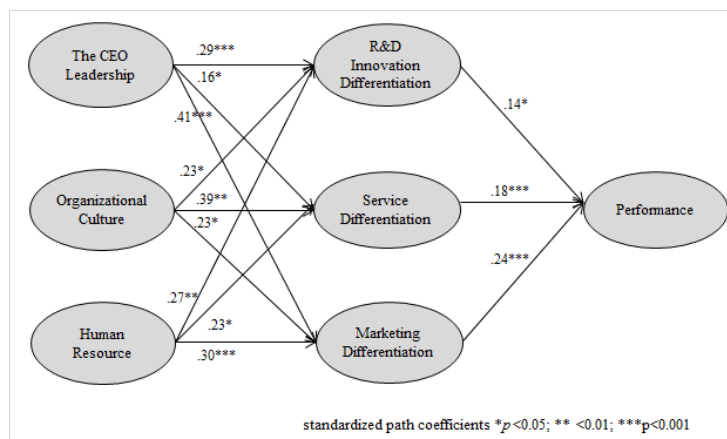 The CEO
Leadership
R&D
Innovation
Differentiation
.29***
.16*
.41***
.14*
.23*
Organizational
Culture
.39**
.23*
Service
Differentiation
.18***
Performance
.24***
.27**
Human
Resource
.23*
.30***
Marketing
Differentiation
standardized path coefficients *p<0.05; ** <0.01; ***p<0.001